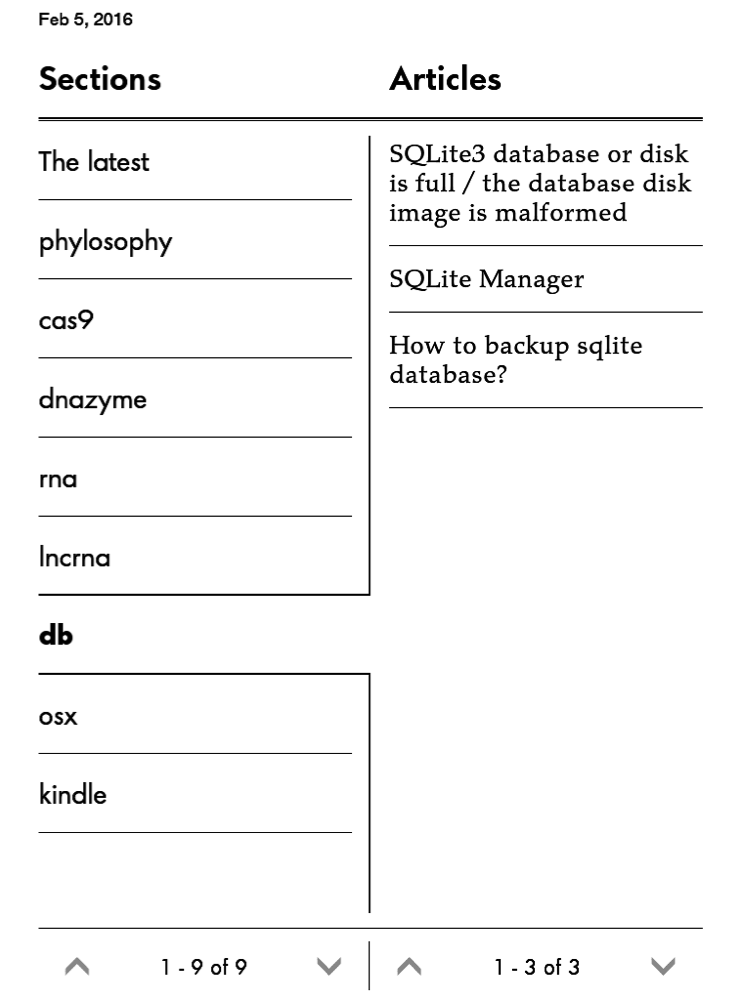 Feb 5, 2016
Sections
Articles
The latest
phylosophy
cas9
dnazyme
rna
lncrna
db
osx
kindle
SQLite3 database or disk
is full / the database disk
image is malformed
SQLite Manager
How to backup sqlite
database?
1 - 9 of 9
1 - 3 of 3